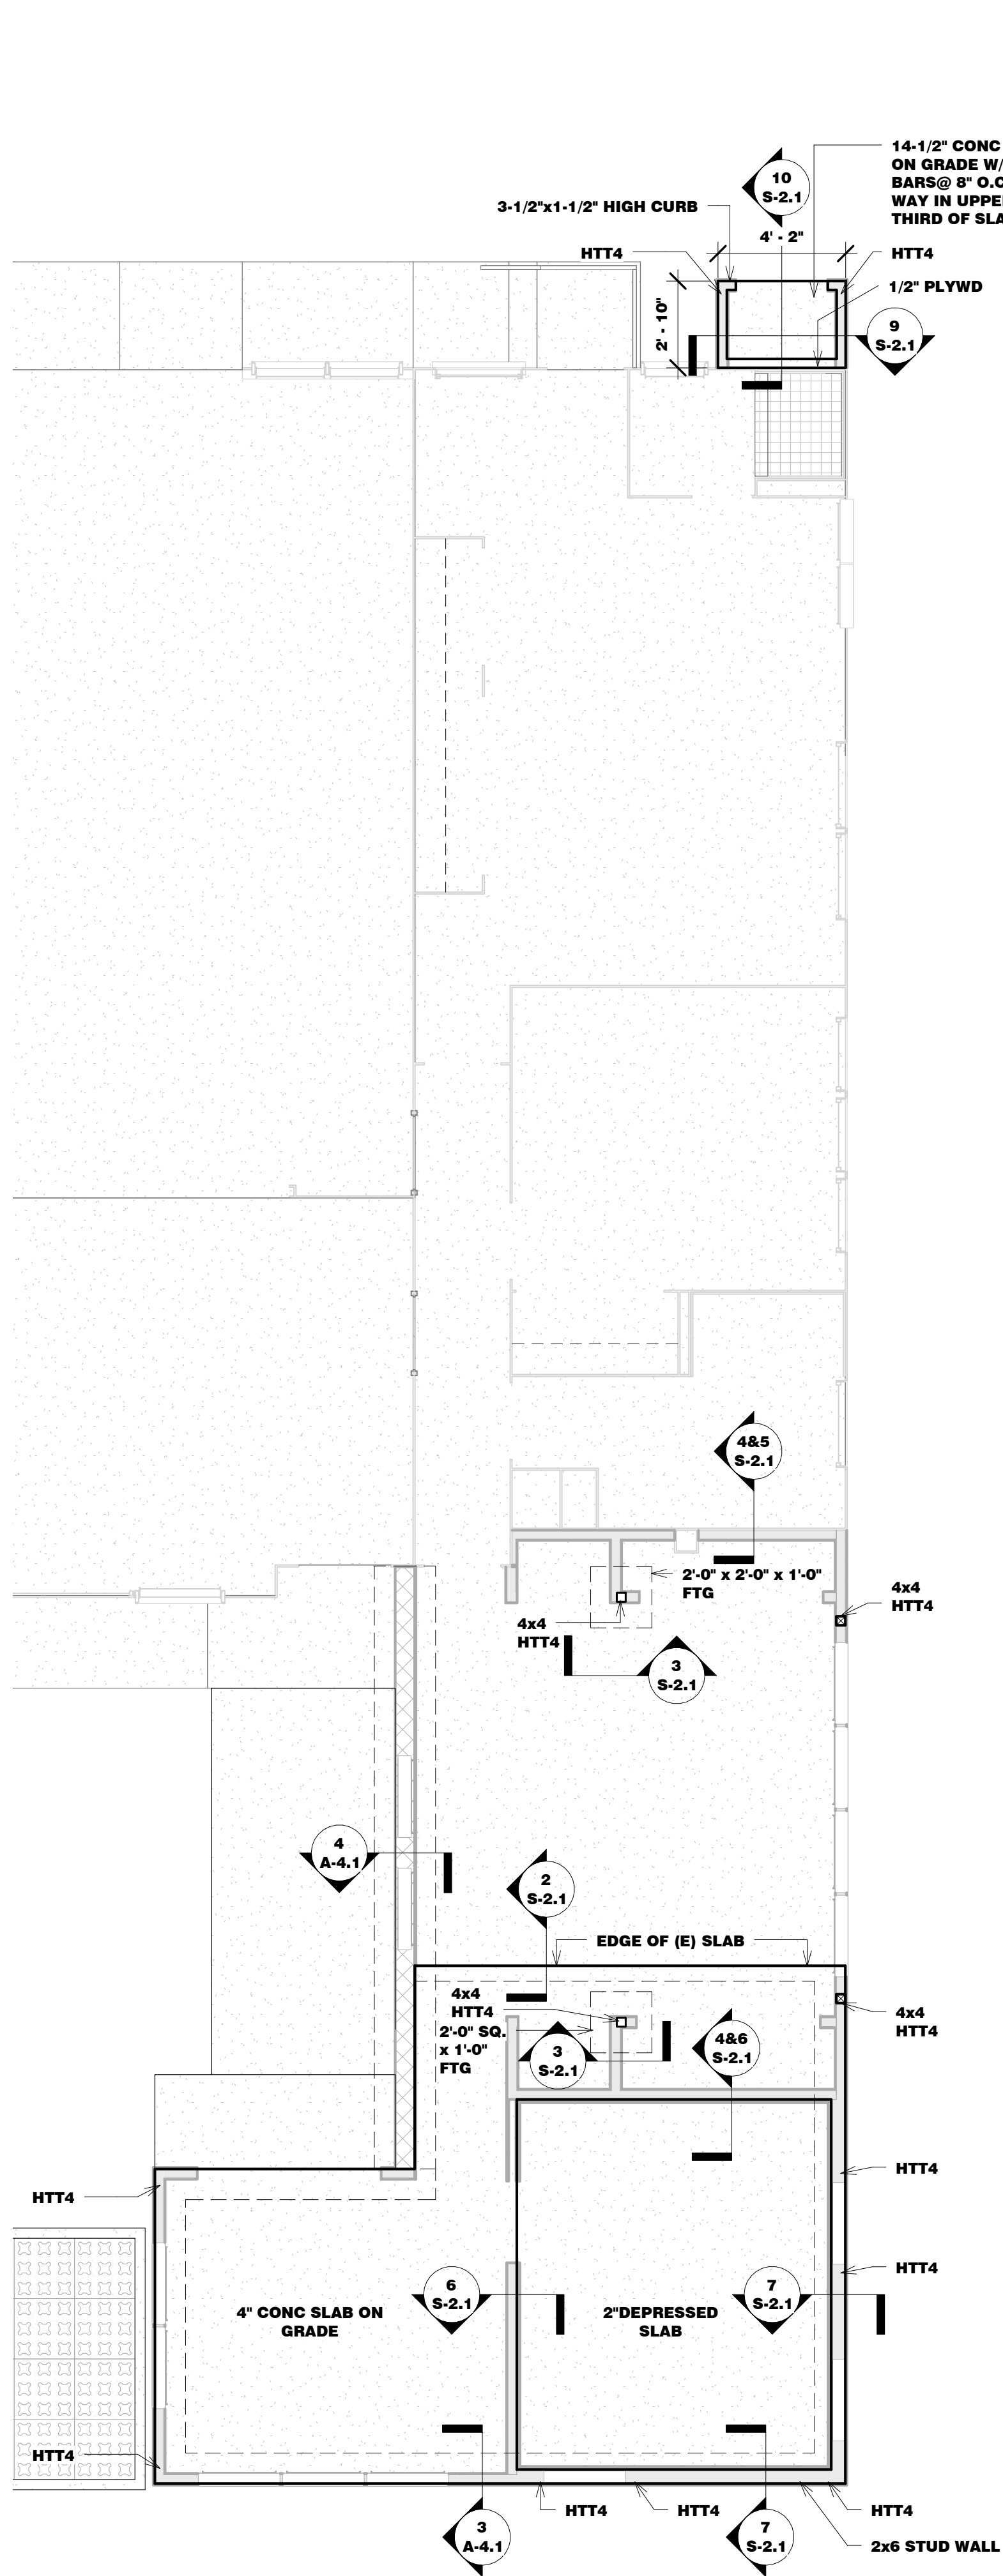 14-1/2" CONC
ON GRADE W/
BARS@ 8" O.C
WAY IN UPPE
THIRD OF SLA
10
S-2.1
3-1/2"x1-1/2" HIGH CURB
4' - 2"
HTT4
HTT4
1/2" PLYWD
2' - 10"
9
S-2.1
4&5
S-2.1
2'-0" x 2'-0" x 1'-0"
FTG
4x4
HTT4
4x4
HTT4
3
S-2.1
4
A-4.1
2
S-2.1
EDGE OF (E) SLAB
4x4
HTT4
2'-0" SQ.
x 1'-0"
FTG
3
S-2.1
4&6
S-2.1
4x4
HTT4
HTT4
HTT4
HTT4
6
S-2.1
7
S-2.1
4" CONC SLAB ON
GRADE
2"DEPRESSED
SLAB
HTT4
HTT4
HTT4
HTT4
3
A-4.1
7
S-2.1
2x6 STUD WALL